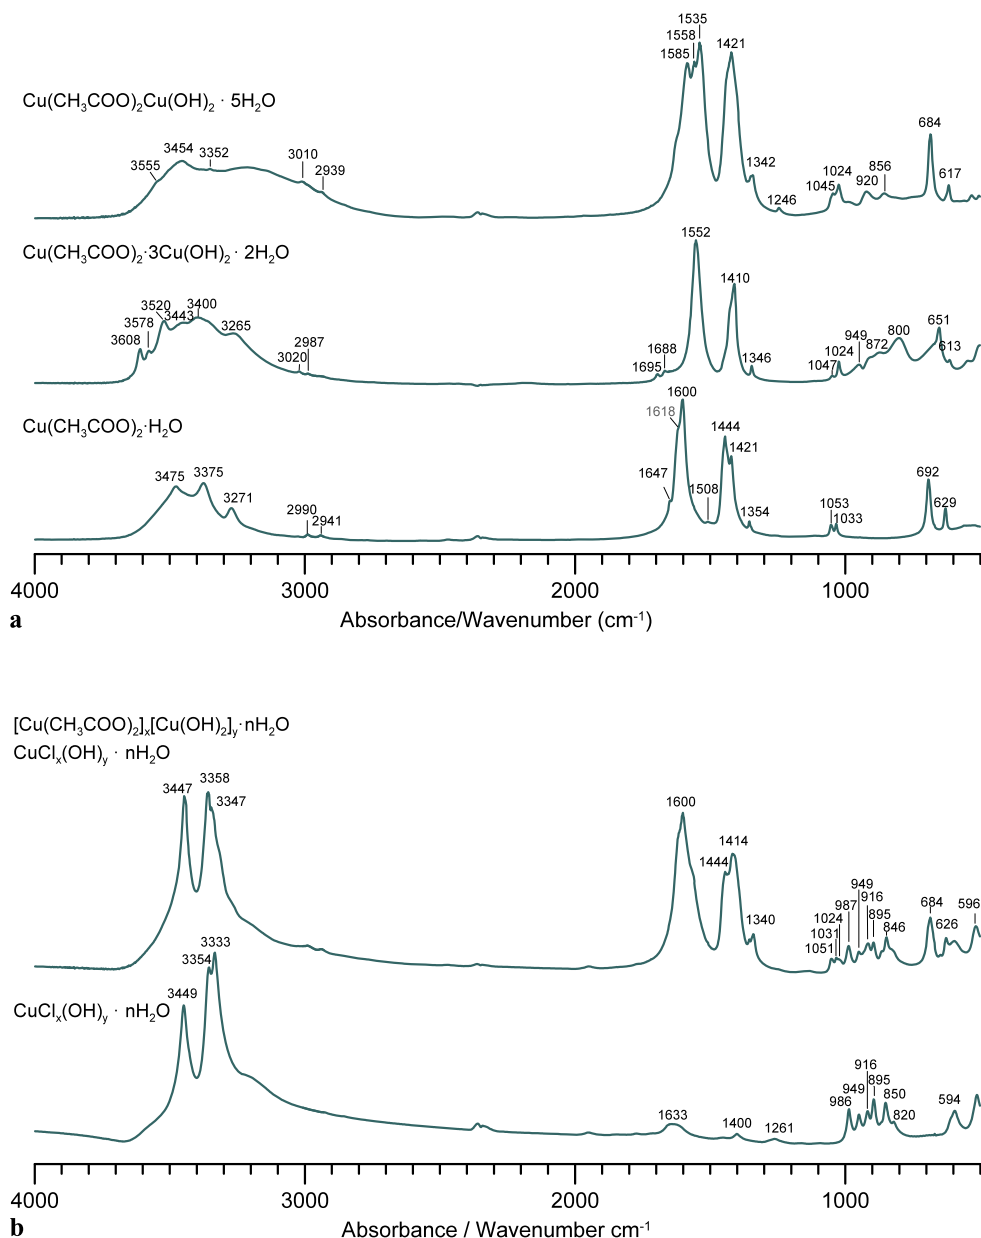 1535
1558
1585 1421
Cu(CH₃COO)₂Cu(OH)₂ · 5H₂O
684
3454 3352 3010 1342 1024 856
3555 2939 1045 920 617
1246
1552
Cu(CH₃COO)₂·3Cu(OH)₂ · 2H₂O
3520 3400 1410
3578 3443 3265 651
3608 2987 1688 949 800
3020 1695 1346 1047 1024 872 613
1600
1618
Cu(CH₃COO)₂·H₂O 1444
3475 3375 1647 1421 692
3271 1508 629
2990 2941 1354 1053 1033
4000 3000 2000 1000
a Absorbance/Wavenumber (cm⁻¹)
[Cu(CH₃COO)₂]ₓ[Cu(OH)₂]ᵧ·nH₂O
CuClₓ(OH)ᵧ · nH₂O
3447 3358 3347 1600
1414
1444 949
987 916 684 596
1340 1024 895 626
1031 846
1051
3333
3354
3449
CuClₓ(OH)ᵧ · nH₂O
916
949 895
986 850 594
1633 1400 1261 820
4000 3000 2000 1000
b Absorbance / Wavenumber cm⁻¹